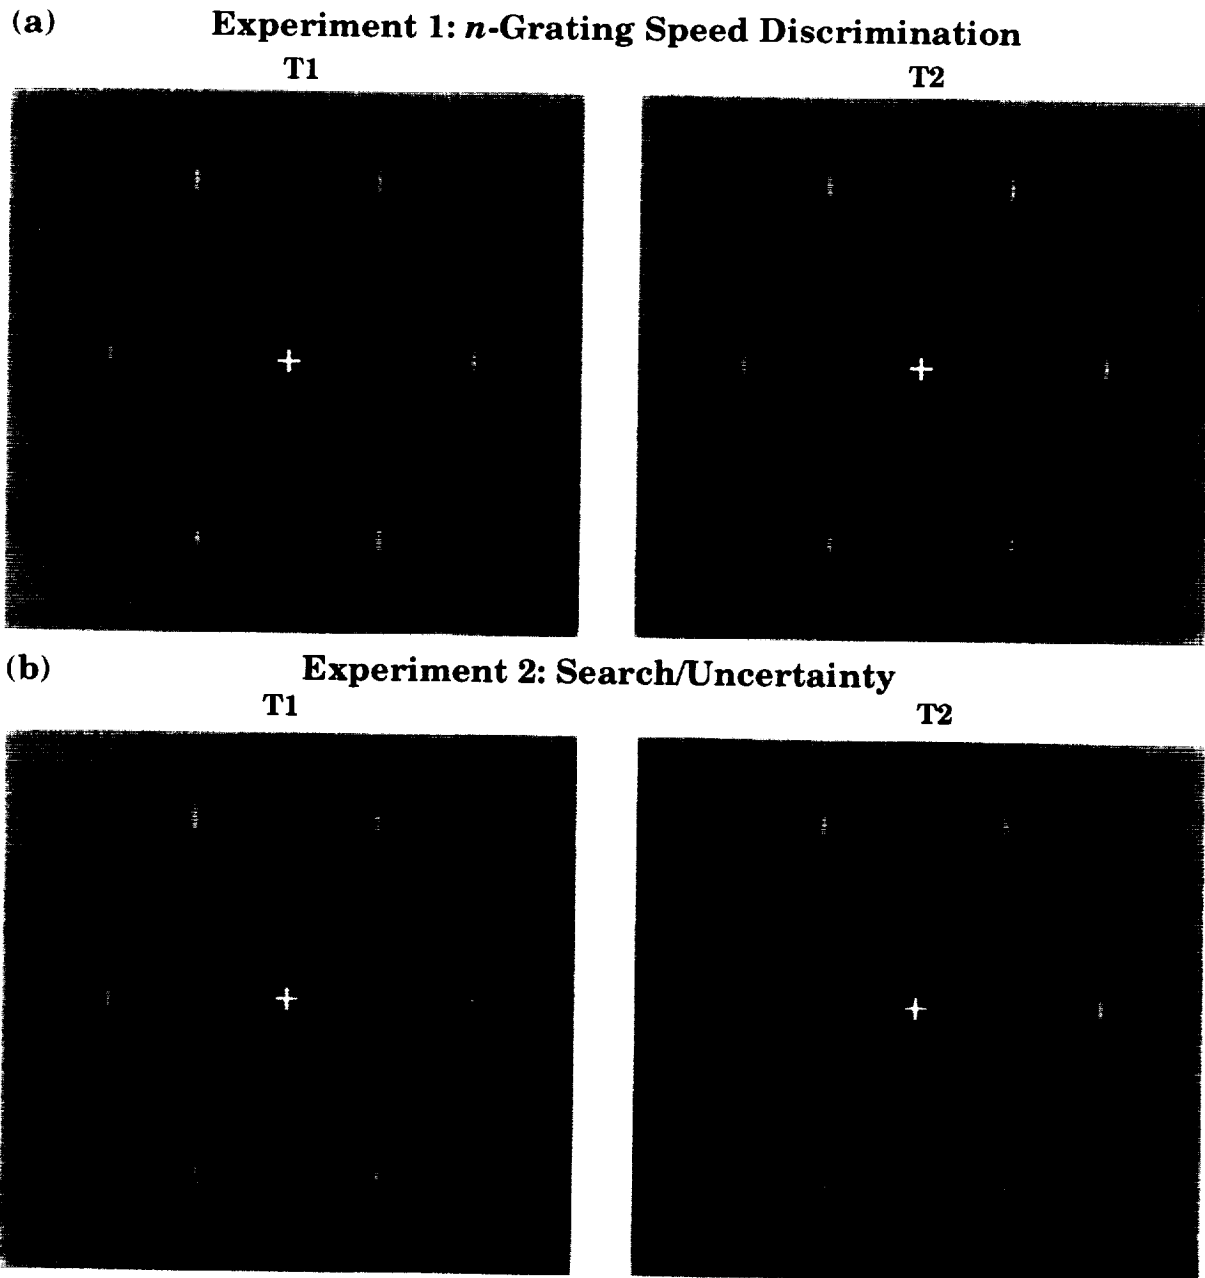 (a) Experiment 1: n-Grating Speed Discrimination
T1 T2
(b) Experiment 2: Search/Uncertainty
T1 T2